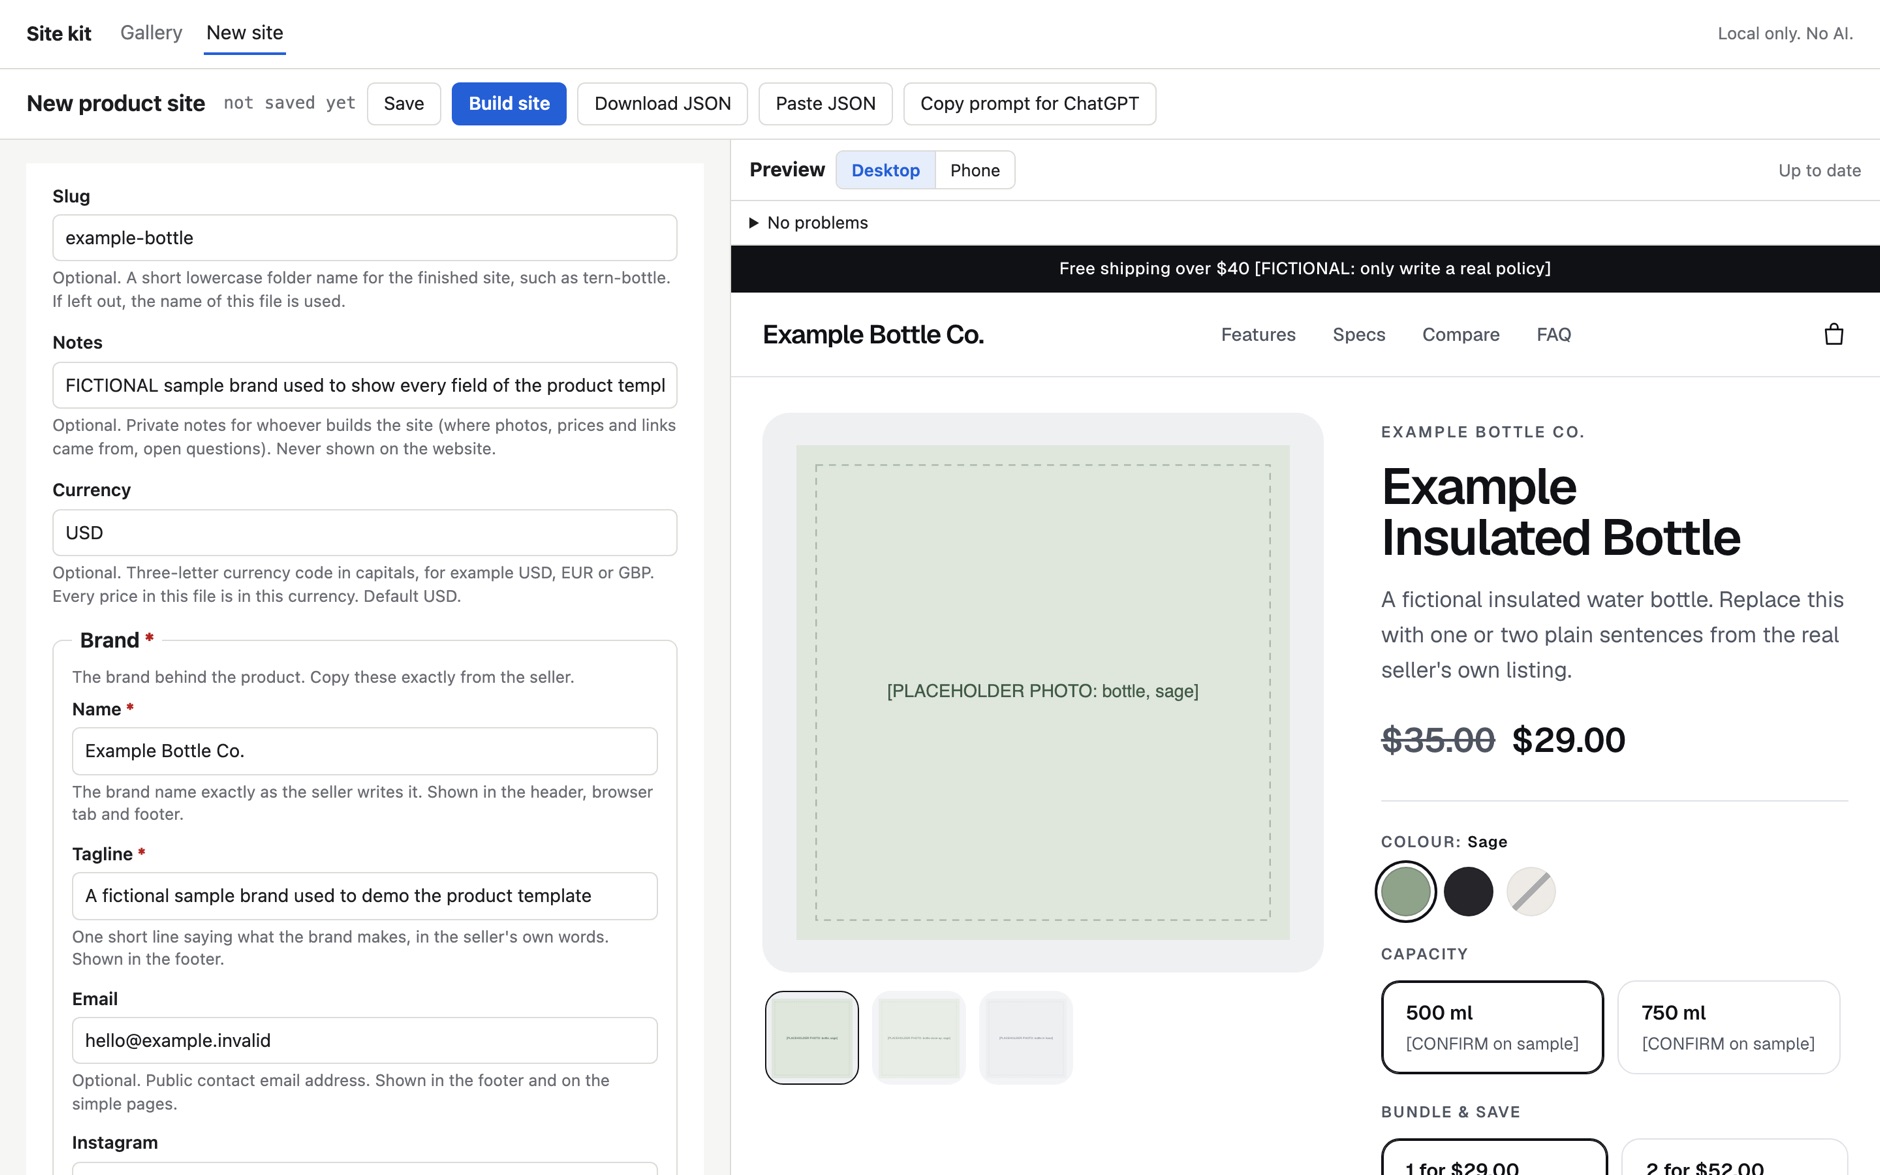 Site kit
Gallery
New site
Local only. No AI.
New product site
not saved yet
Save
Build site
Download JSON
Paste JSON
Copy prompt for ChatGPT
Slug
example-bottle
Optional. A short lowercase folder name for the finished site, such as tern-bottle.
If left out, the name of this file is used.
Notes
FICTIONAL sample brand used to show every field of the product templ
Optional. Private notes for whoever builds the site (where photos, prices and links
came from, open questions). Never shown on the website.
Currency
USD
Optional. Three-letter currency code in capitals, for example USD, EUR or GBP.
Every price in this file is in this currency. Default USD.
Brand *
The brand behind the product. Copy these exactly from the seller.
Name *
Example Bottle Co.
The brand name exactly as the seller writes it. Shown in the header, browser
tab and footer.
Tagline *
A fictional sample brand used to demo the product template
One short line saying what the brand makes, in the seller's own words.
Shown in the footer.
Email
hello@example.invalid
Optional. Public contact email address. Shown in the footer and on the
simple pages.
Instagram
Preview
Desktop
Phone
Up to date
▶ No problems
Free shipping over $40 [FICTIONAL: only write a real policy]
Example Bottle Co.
Features
Specs
Compare
FAQ
[PLACEHOLDER PHOTO: bottle, sage]
EXAMPLE BOTTLE CO.
Example
Insulated Bottle
A fictional insulated water bottle. Replace this
with one or two plain sentences from the real
seller's own listing.
$35.00 $29.00
COLOUR: Sage
CAPACITY
500 ml
[CONFIRM on sample]
750 ml
[CONFIRM on sample]
BUNDLE & SAVE
1 for $29.00
2 for $52.00